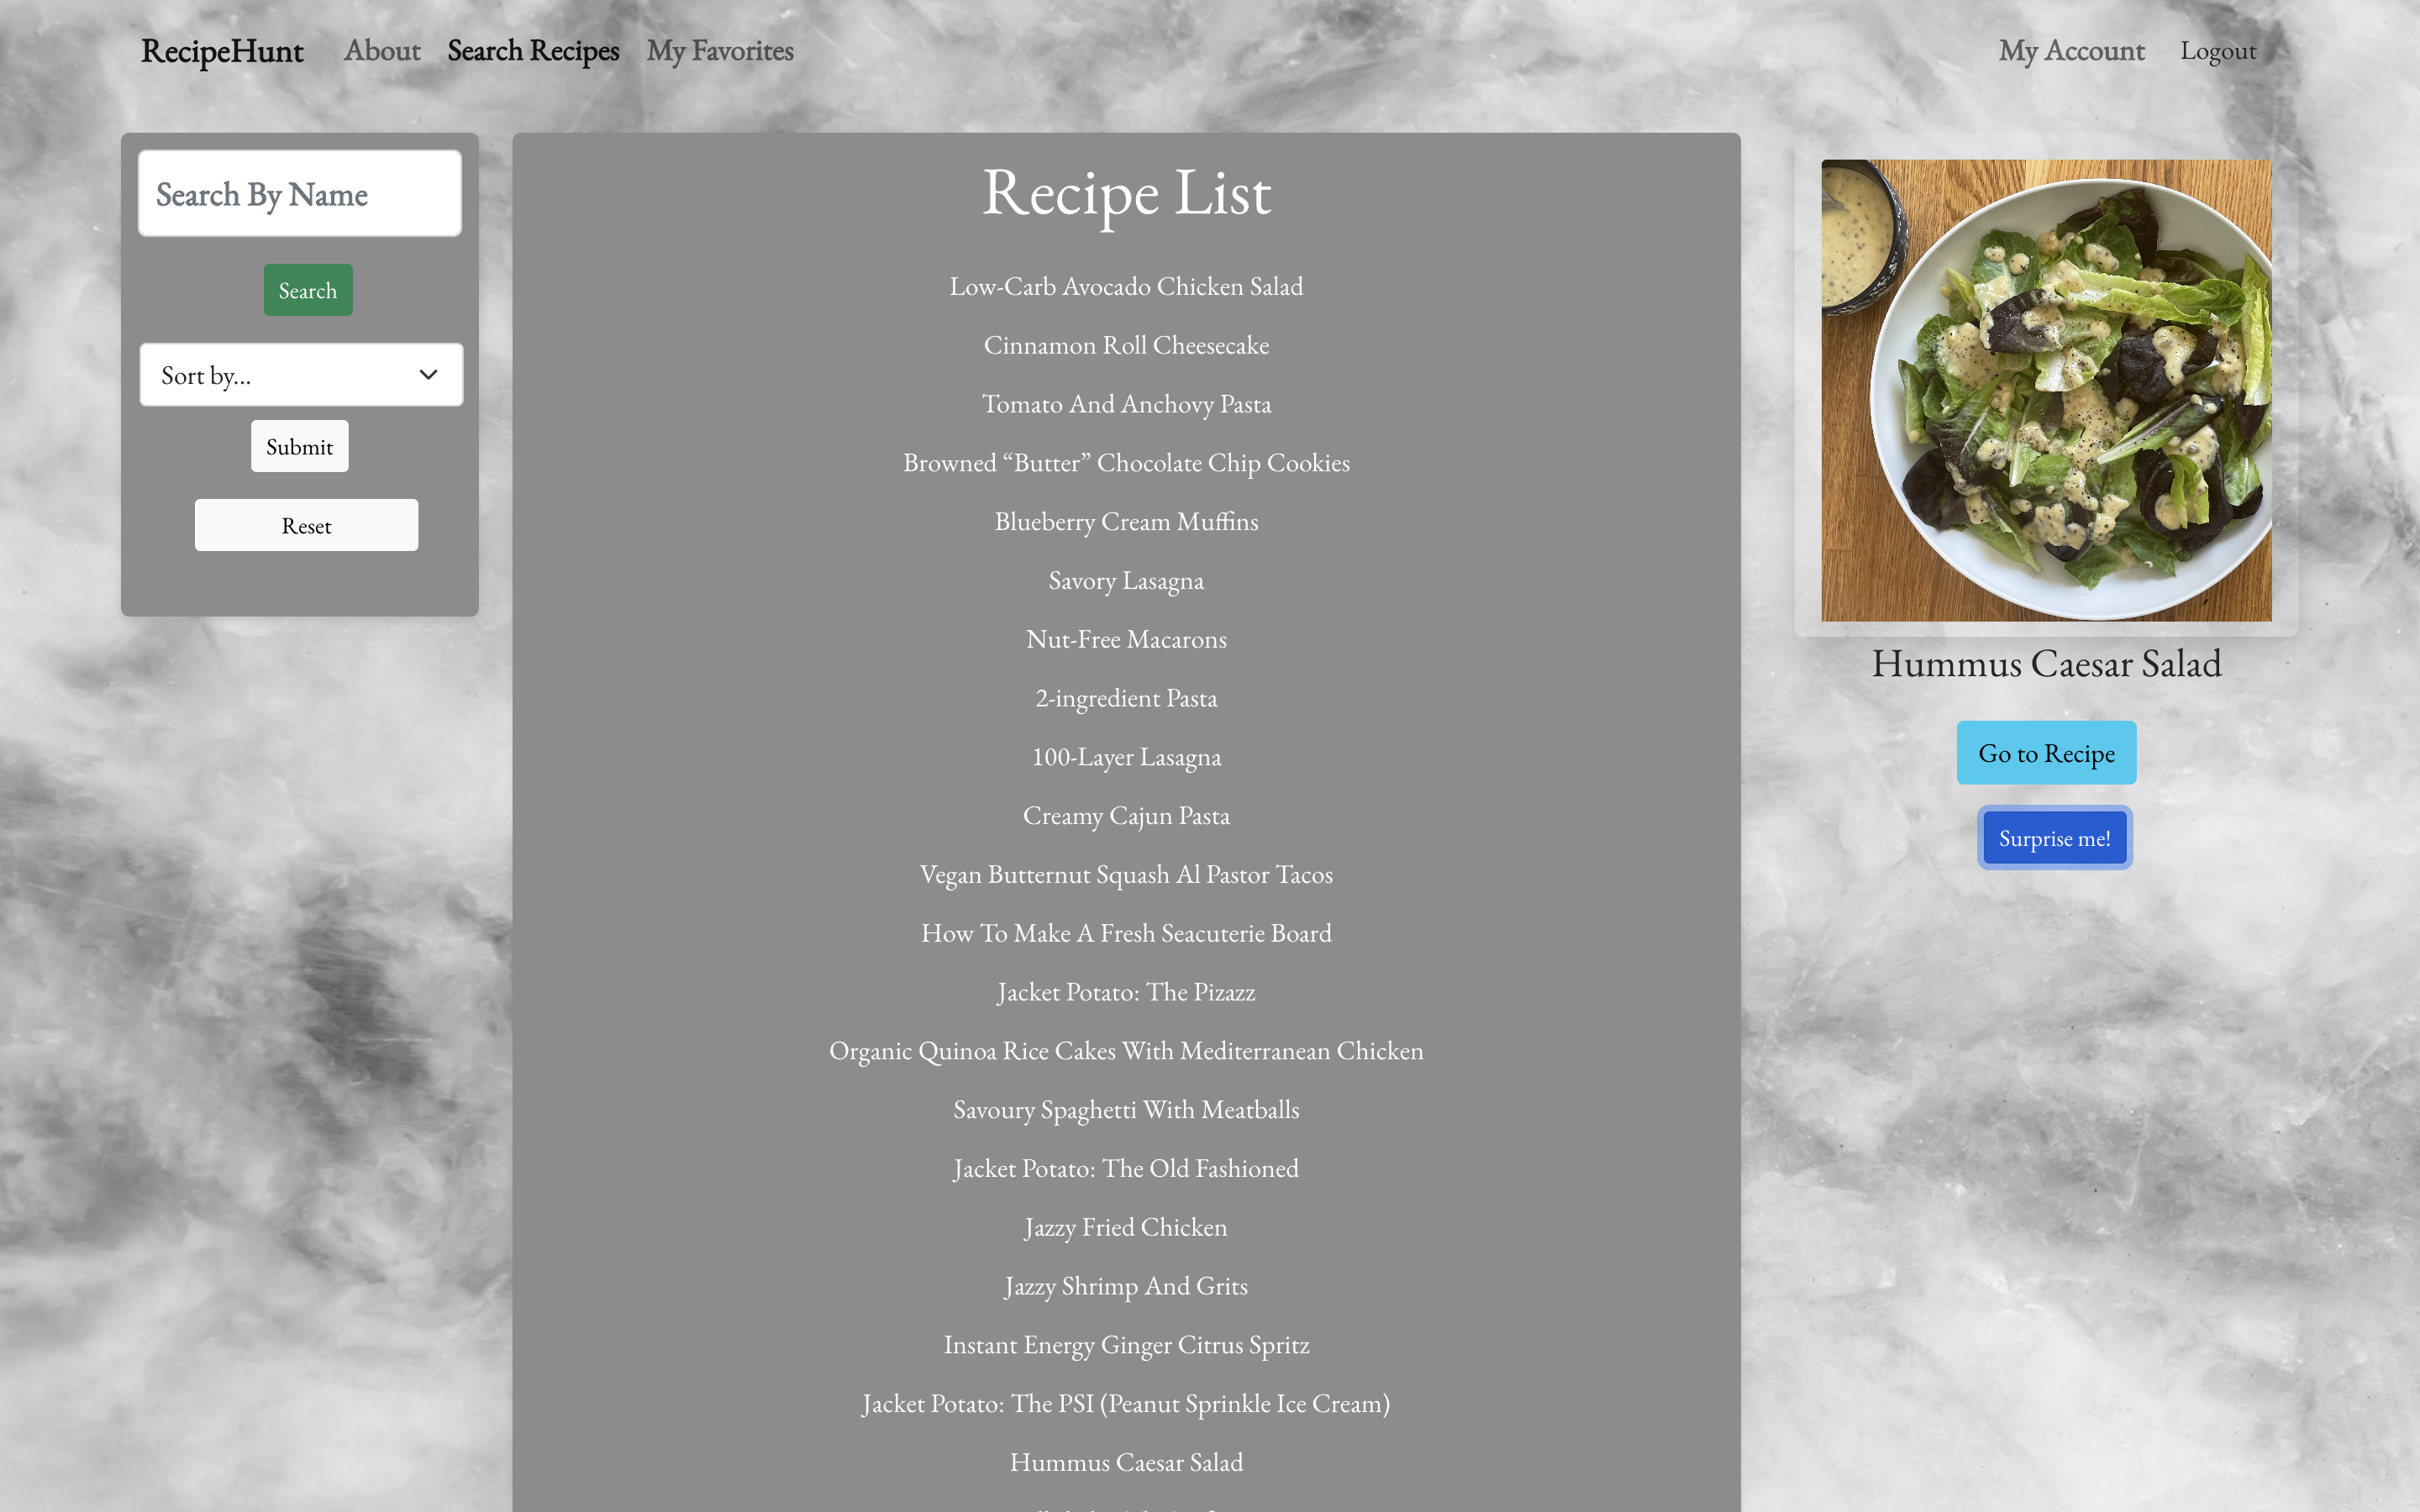 RecipeHunt About Search Recipes My Favorites My Account Logout
Search By Name
Search
Sort by...
Submit
Reset
Recipe List
Low-Carb Avocado Chicken Salad
Cinnamon Roll Cheesecake
Tomato And Anchovy Pasta
Browned “Butter” Chocolate Chip Cookies
Blueberry Cream Muffins
Savory Lasagna
Nut-Free Macarons
2-ingredient Pasta
100-Layer Lasagna
Creamy Cajun Pasta
Vegan Butternut Squash Al Pastor Tacos
How To Make A Fresh Seacuterie Board
Jacket Potato: The Pizazz
Organic Quinoa Rice Cakes With Mediterranean Chicken
Savoury Spaghetti With Meatballs
Jacket Potato: The Old Fashioned
Jazzy Fried Chicken
Jazzy Shrimp And Grits
Instant Energy Ginger Citrus Spritz
Jacket Potato: The PSI (Peanut Sprinkle Ice Cream)
Hummus Caesar Salad
Hummus Caesar Salad
Go to Recipe
Surprise me!